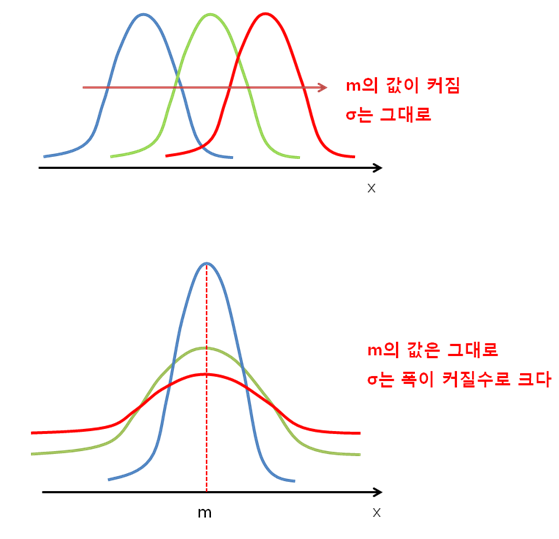 m의 값이 커짐
σ는 그대로
x
m의 값은 그대로
σ는 폭이 커질수로 크다
m
x